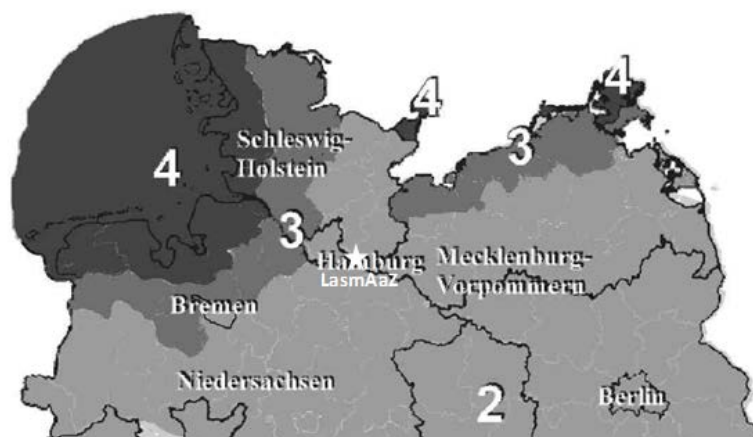 4
4
3
Schleswig-
Holstein
4
3
Hamburg
LasmAaZ
Mecklenburg-
Vorpommern
Bremen
Niedersachsen
2
Berlin